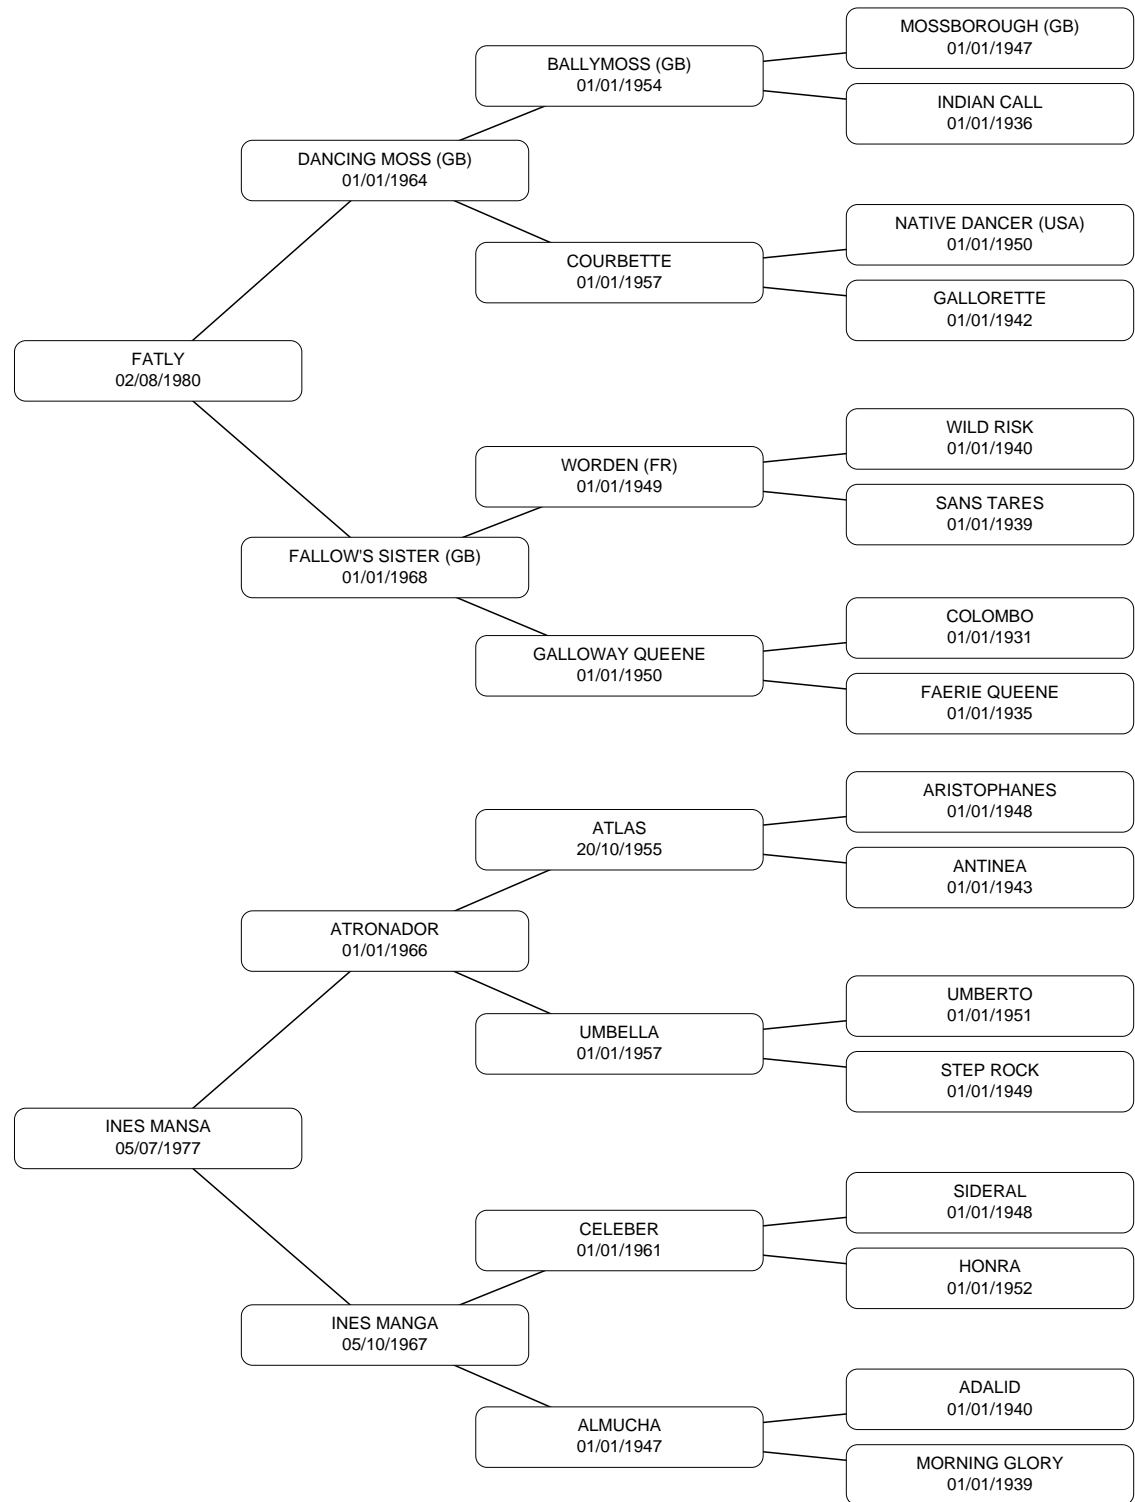 MOSSBOROUGH (GB)
01/01/1947
BALLYMOSS (GB)
01/01/1954
INDIAN CALL
01/01/1936
DANCING MOSS (GB)
01/01/1964
NATIVE DANCER (USA)
01/01/1950
COURBETTE
01/01/1957
GALLORETTE
01/01/1942
FATLY
02/08/1980
WILD RISK
01/01/1940
WORDEN (FR)
01/01/1949
SANS TARES
01/01/1939
FALLOW'S SISTER (GB)
01/01/1968
COLOMBO
01/01/1931
GALLOWAY QUEENE
01/01/1950
FAERIE QUEENE
01/01/1935
ARISTOPHANES
01/01/1948
ATLAS
20/10/1955
ANTINEA
01/01/1943
ATRONADOR
01/01/1966
UMBERTO
01/01/1951
UMBELLA
01/01/1957
STEP ROCK
01/01/1949
INES MANSA
05/07/1977
SIDERAL
01/01/1948
CELEBER
01/01/1961
HONRA
01/01/1952
INES MANGA
05/10/1967
ADALID
01/01/1940
ALMUCHA
01/01/1947
MORNING GLORY
01/01/1939